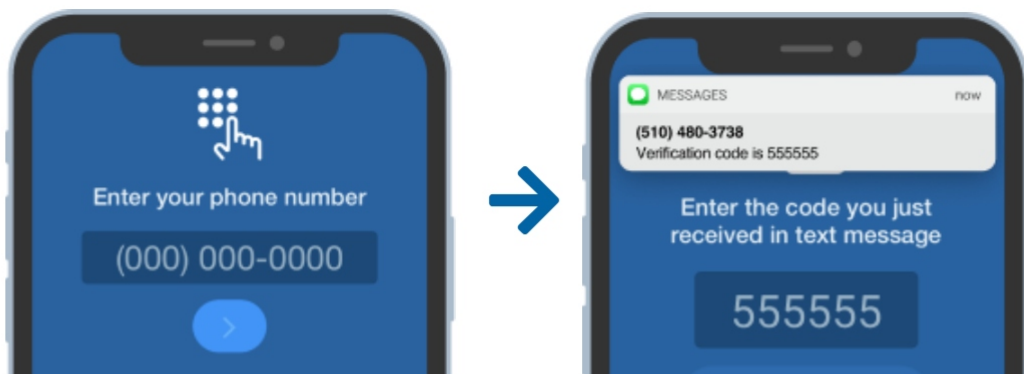 Enter your phone number
(000) 000-0000
MESSAGES now
(510) 480-3738
Verification code is 555555
Enter the code you just
received in text message
555555